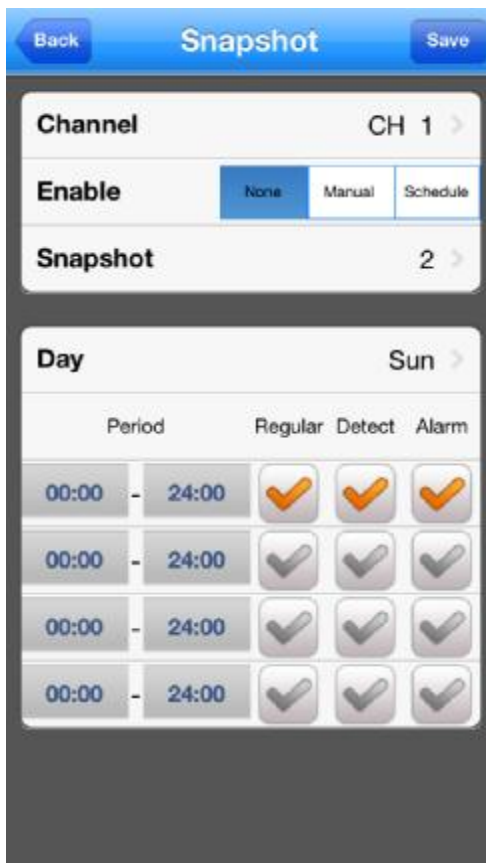 Back Snapshot Save
Channel CH 1
Enable None Manual Schedule
Snapshot 2
Day Sun
Period Regular Detect Alarm
00:00 - 24:00
00:00 - 24:00
00:00 - 24:00
00:00 - 24:00